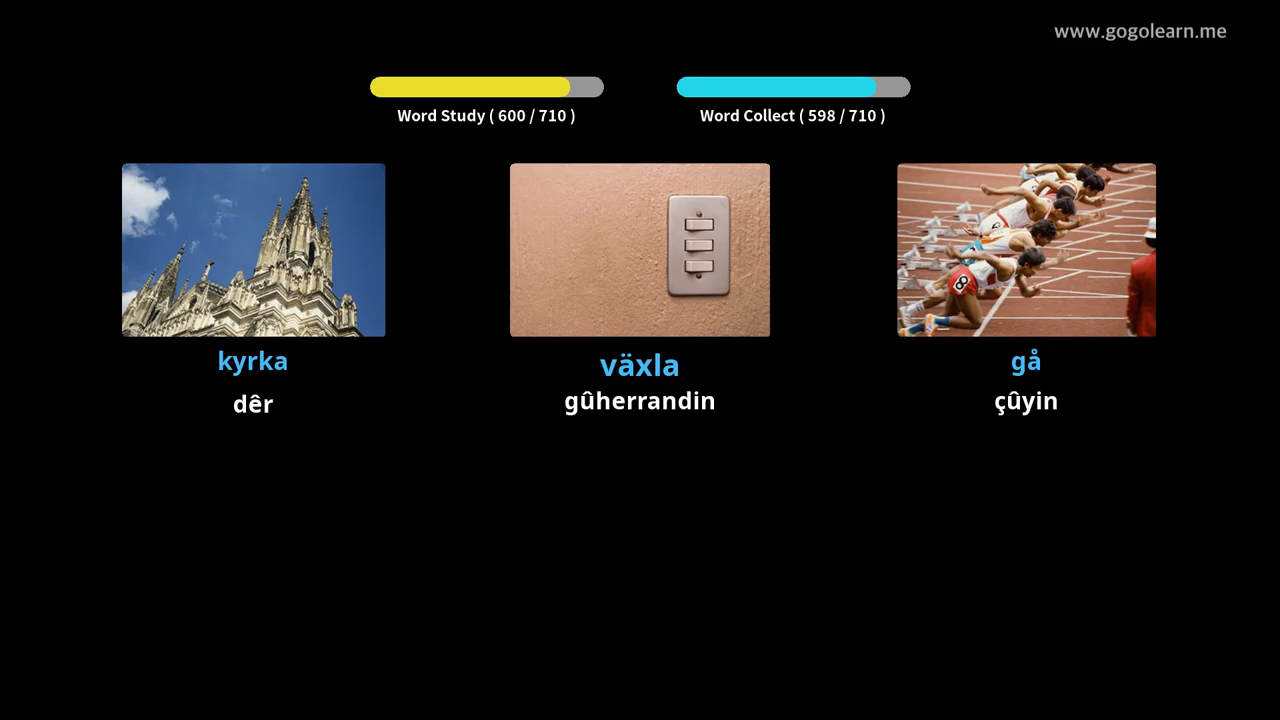 www.gogolearn.me
Word Study ( 600 / 710 )
Word Collect ( 598 / 710 )
kyrka
dêr
växla
gûherrandin
gå
çûyin